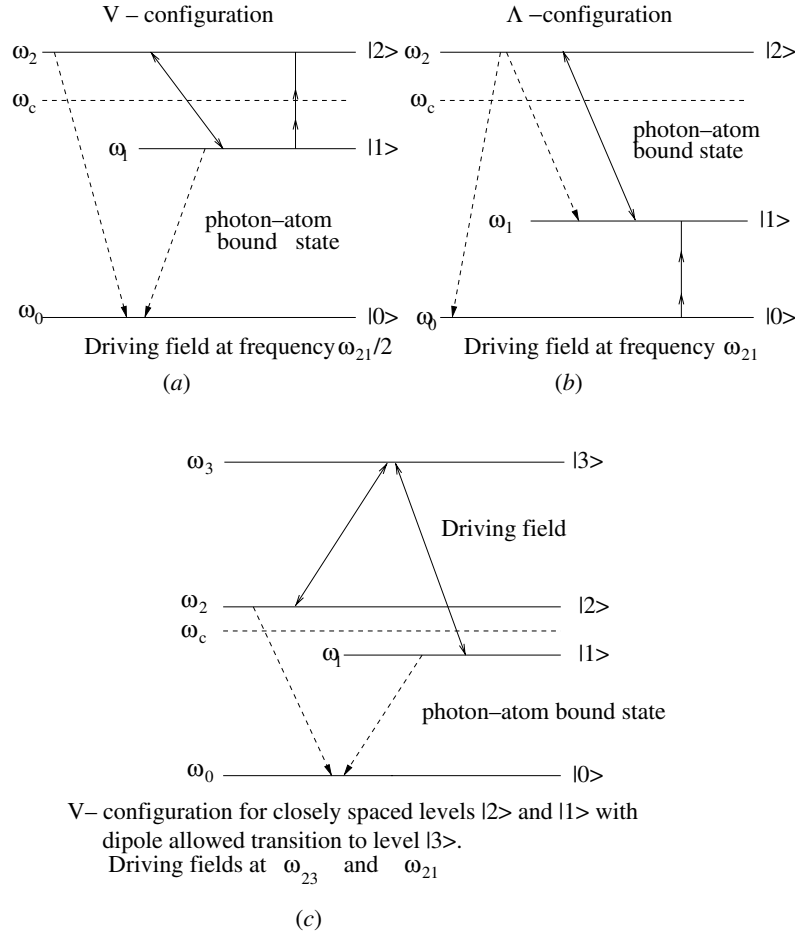 V – configuration
ω₂ |2>
ω_c
ω₁ |1>
photon–atom
bound state
ω₀ |0>
Driving field at frequency ω₂₁/2
(a)
Λ –configuration
ω₂ |2>
ω_c
photon–atom
bound state
ω₁ |1>
ω₀ |0>
Driving field at frequency ω₂₁
(b)
ω₃ |3>
Driving field
ω₂ |2>
ω_c
ω₁ |1>
photon–atom bound state
ω₀ |0>
V– configuration for closely spaced levels |2> and |1> with
dipole allowed transition to level |3>.
Driving fields at ω₂₃ and ω₂₁
(c)